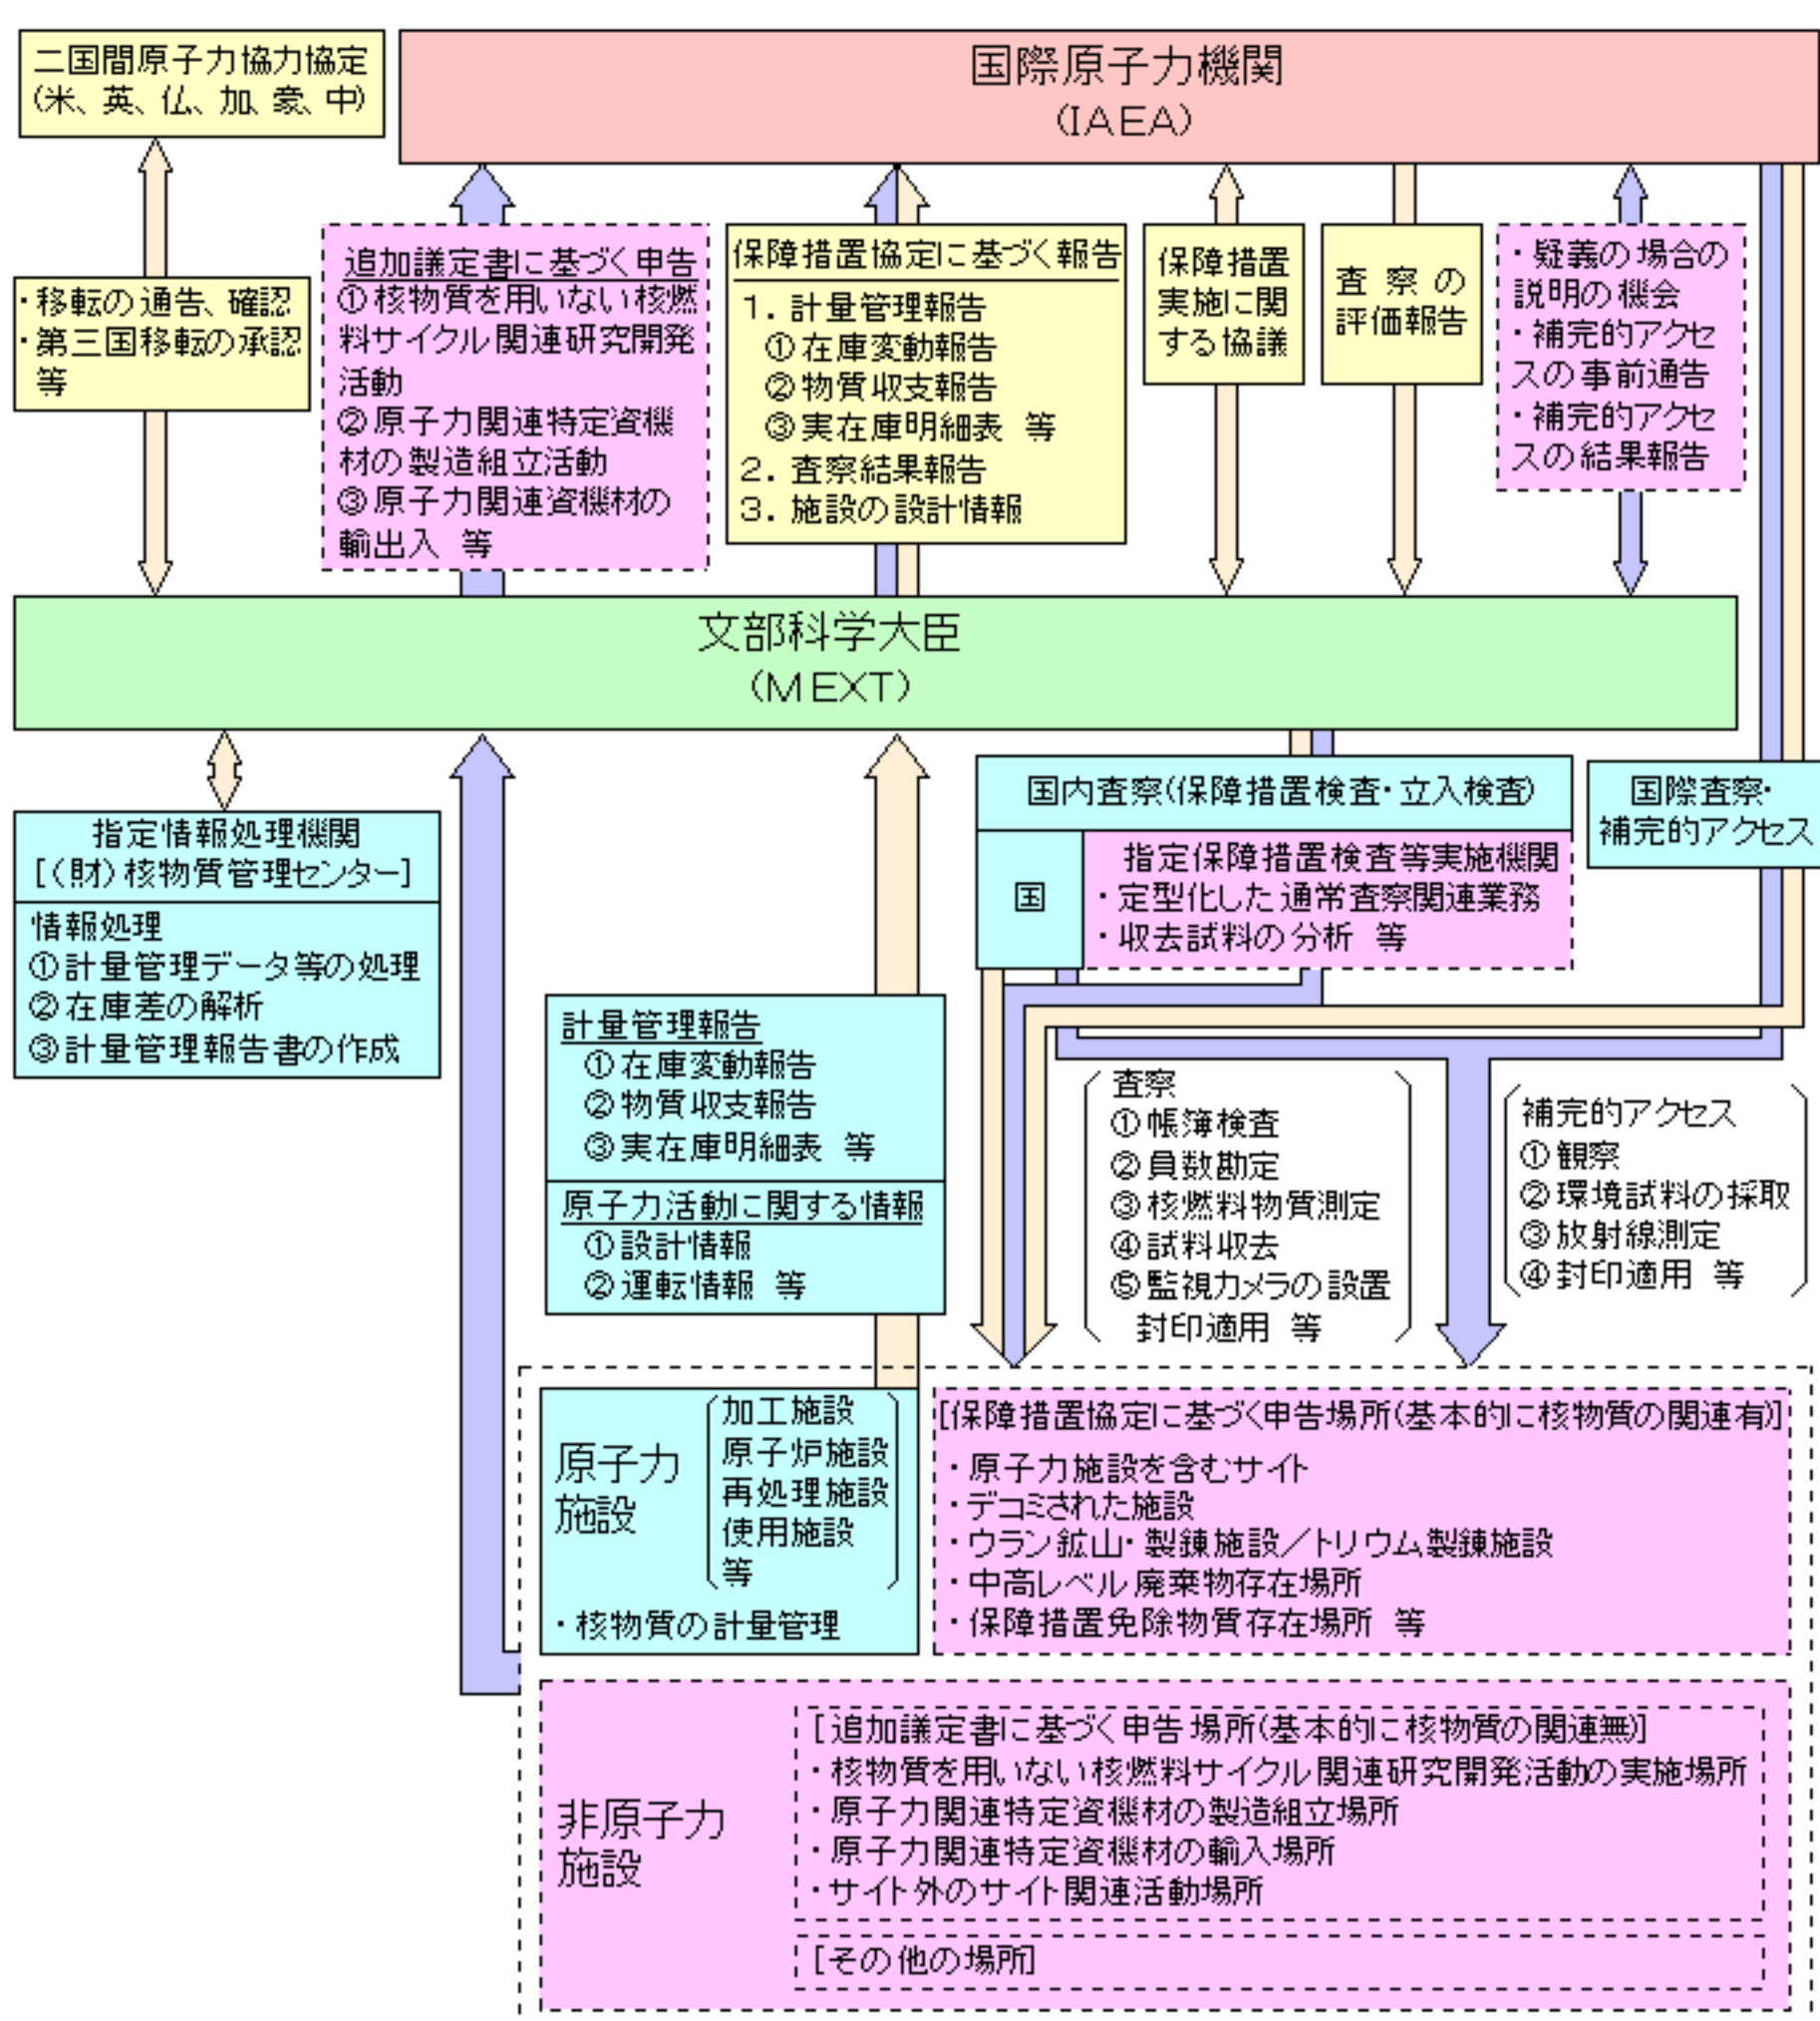 二国間原子力協力協定
(米、英、仏、加、豪、中)
国際原子力機関
(IAEA)
・移転の通告、確認
・第三国移転の承認
等
追加議定書に基づく申告
①核物質を用いない核燃
料サイクル関連研究開発
活動
②原子力関連特定資機
材の製造組立活動
③原子力関連資機材の
輸出入 等
保障措置協定に基づく報告
1. 計量管理報告
①在庫変動報告
②物質収支報告
③実在庫明細表 等
2. 査察結果報告
3. 施設の設計情報
保障措置
実施に関
する協議
査察の
評価報告
・疑義の場合の
説明の機会
・補完的アクセ
スの事前通告
・補完的アクセ
スの結果報告
文部科学大臣
(MEXT)
指定情報処理機関
[(財)核物質管理センター]
情報処理
①計量管理データ等の処理
②在庫差の解析
③計量管理報告書の作成
国内査察(保障措置検査・立入検査)
国
指定保障措置検査等実施機関
・定型化した通常査察関連業務
・収去試料の分析 等
国際査察・
補完的アクセス
計量管理報告
①在庫変動報告
②物質収支報告
③実在庫明細表 等
原子力活動に関する情報
①設計情報
②運転情報 等
査察
①帳簿検査
②員数勘定
③核燃料物質測定
④試料収去
⑤監視カメラの設置
封印適用 等
補完的アクセス
①観察
②環境試料の採取
③放射線測定
④封印適用 等
原子力
施設
加工施設
原子炉施設
再処理施設
使用施設
等
・核物質の計量管理
[保障措置協定に基づく申告場所(基本的に核物質の関連有)]
・原子力施設を含むサイト
・デコミされた施設
・ウラン鉱山・製錬施設/トリウム製錬施設
・中高レベル廃棄物存在場所
・保障措置免除物質存在場所 等
非原子力
施設
[追加議定書に基づく申告場所(基本的に核物質の関連無)]
・核物質を用いない核燃料サイクル関連研究開発活動の実施場所
・原子力関連特定資機材の製造組立場所
・原子力関連特定資機材の輸入場所
・サイト外のサイト関連活動場所
[その他の場所]